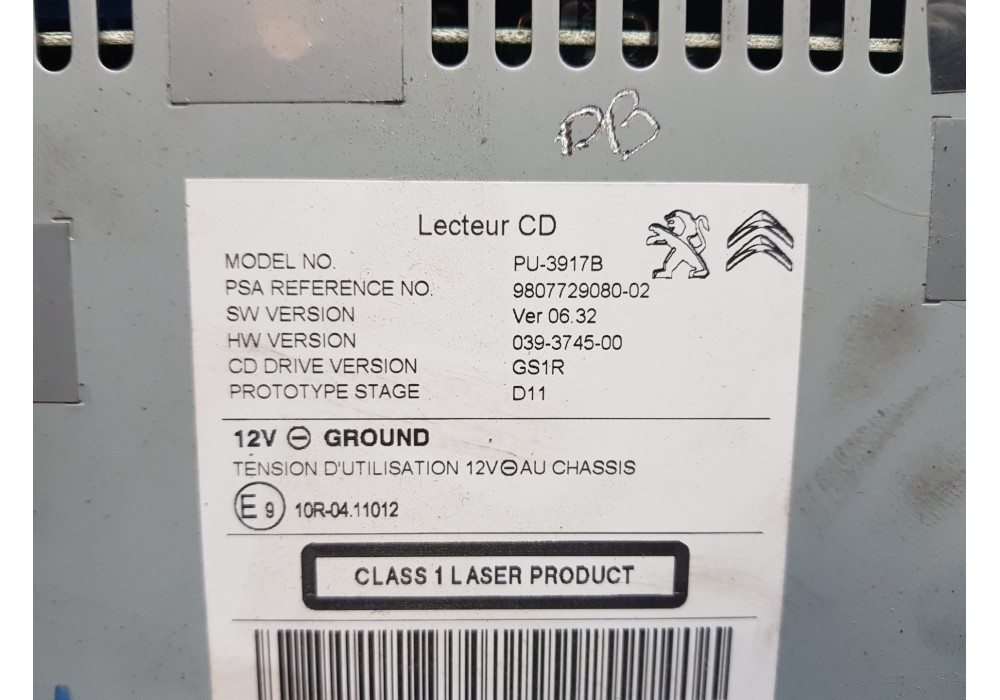 PB
Lecteur CD
MODEL NO. PU-3917B
PSA REFERENCE NO. 9807729080-02
SW VERSION Ver 06.32
HW VERSION 039-3745-00
CD DRIVE VERSION GS1R
PROTOTYPE STAGE D11
12V ⊖ GROUND
TENSION D'UTILISATION 12V⊖AU CHASSIS
E9 10R-04.11012
CLASS 1 LASER PRODUCT